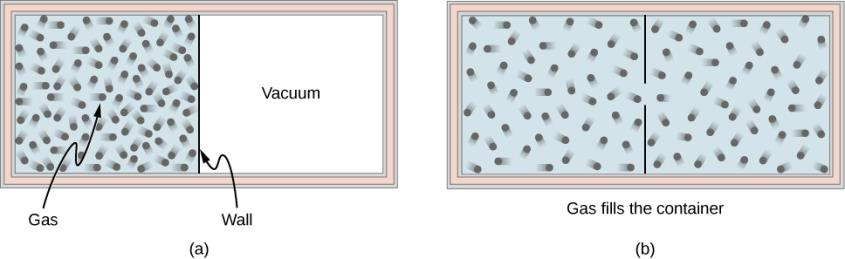 Vacuum
Gas
Wall
(a)
Gas fills the container
(b)